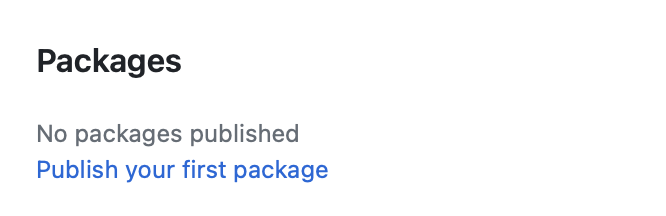 Packages
No packages published
Publish your first package